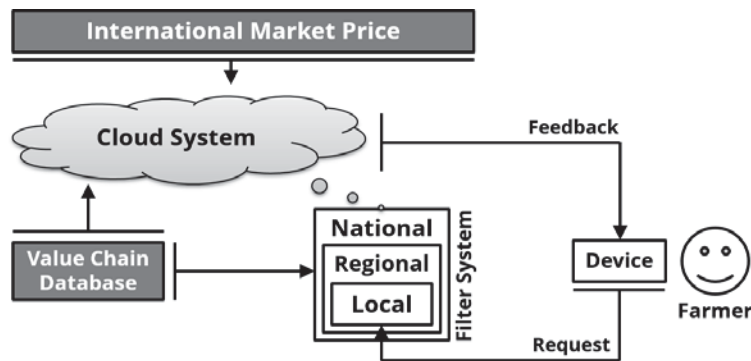 International Market Price
Cloud System
Feedback
National
Regional
Local
Filter System
Value Chain
Database
Device
Farmer
Request